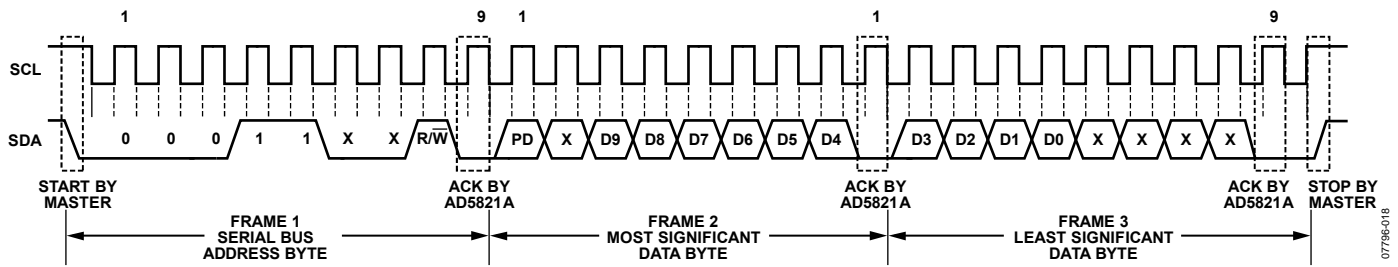 1 9 1 1 9
SCL
SDA 0 0 0 1 1 X X R/W̅ PD X D9 D8 D7 D6 D5 D4 D3 D2 D1 D0 X X X X
START BY
MASTER
ACK BY
AD5821A
ACK BY
AD5821A
ACK BY
AD5821A
STOP BY
MASTER
FRAME 1
SERIAL BUS
ADDRESS BYTE
FRAME 2
MOST SIGNIFICANT
DATA BYTE
FRAME 3
LEAST SIGNIFICANT
DATA BYTE
07796-018